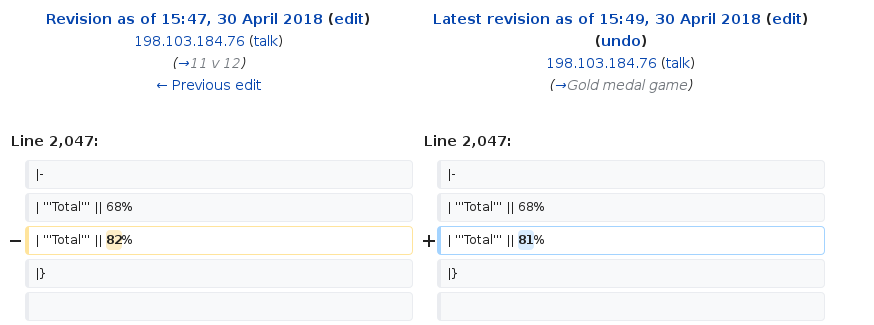 Revision as of 15:47, 30 April 2018 (edit)
198.103.184.76 (talk)
(→11 v 12)
← Previous edit
Latest revision as of 15:49, 30 April 2018 (edit)
(undo)
198.103.184.76 (talk)
(→Gold medal game)
Line 2,047:
Line 2,047:
|-
|-
| '''Total''' || 68%
| '''Total''' || 68%
− | '''Total''' || 82%
+ | '''Total''' || 81%
|}
|}